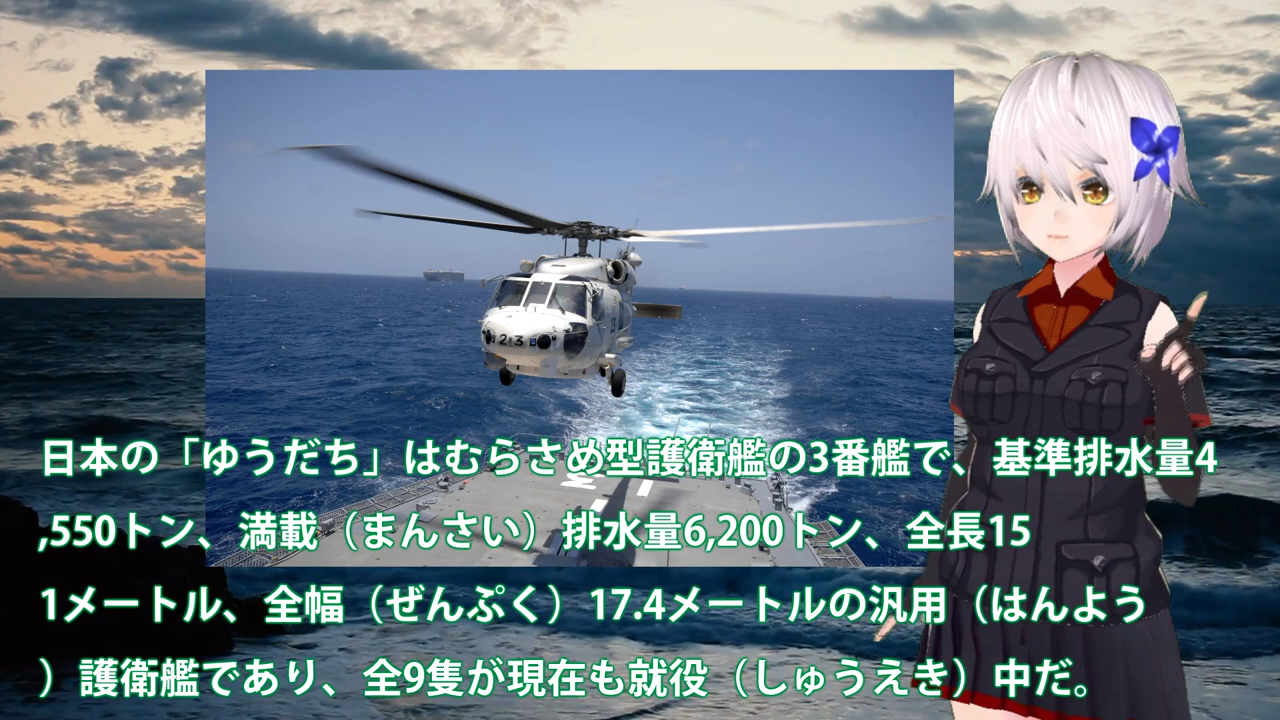 23
日本の「ゆうだち」はむらさめ型護衛艦の3番艦で、基準排水量4
,550トン、満載（まんさい）排水量6,200トン、全長15
1メートル、全幅（ぜんぷく）17.4メートルの汎用（はんよう
）護衛艦であり、全9隻が現在も就役（しゅうえき）中だ。